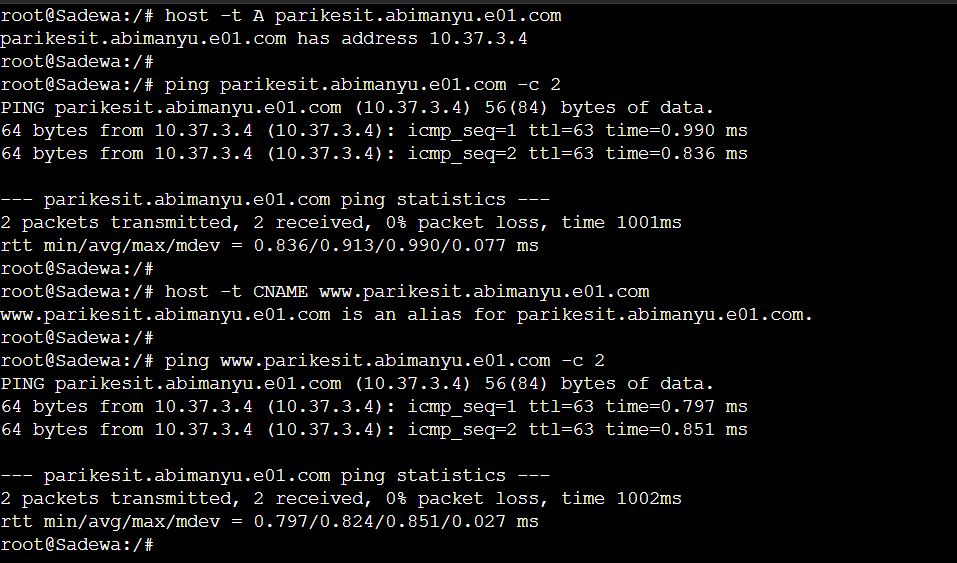 root@Sadewa:/# host -t A parikesit.abimanyu.e01.com
parikesit.abimanyu.e01.com has address 10.37.3.4
root@Sadewa:/#
root@Sadewa:/# ping parikesit.abimanyu.e01.com -c 2
PING parikesit.abimanyu.e01.com (10.37.3.4) 56(84) bytes of data.
64 bytes from 10.37.3.4 (10.37.3.4): icmp_seq=1 ttl=63 time=0.990 ms
64 bytes from 10.37.3.4 (10.37.3.4): icmp_seq=2 ttl=63 time=0.836 ms

--- parikesit.abimanyu.e01.com ping statistics ---
2 packets transmitted, 2 received, 0% packet loss, time 1001ms
rtt min/avg/max/mdev = 0.836/0.913/0.990/0.077 ms
root@Sadewa:/#
root@Sadewa:/# host -t CNAME www.parikesit.abimanyu.e01.com
www.parikesit.abimanyu.e01.com is an alias for parikesit.abimanyu.e01.com.
root@Sadewa:/#
root@Sadewa:/# ping www.parikesit.abimanyu.e01.com -c 2
PING parikesit.abimanyu.e01.com (10.37.3.4) 56(84) bytes of data.
64 bytes from 10.37.3.4 (10.37.3.4): icmp_seq=1 ttl=63 time=0.797 ms
64 bytes from 10.37.3.4 (10.37.3.4): icmp_seq=2 ttl=63 time=0.851 ms

--- parikesit.abimanyu.e01.com ping statistics ---
2 packets transmitted, 2 received, 0% packet loss, time 1002ms
rtt min/avg/max/mdev = 0.797/0.824/0.851/0.027 ms
root@Sadewa:/#